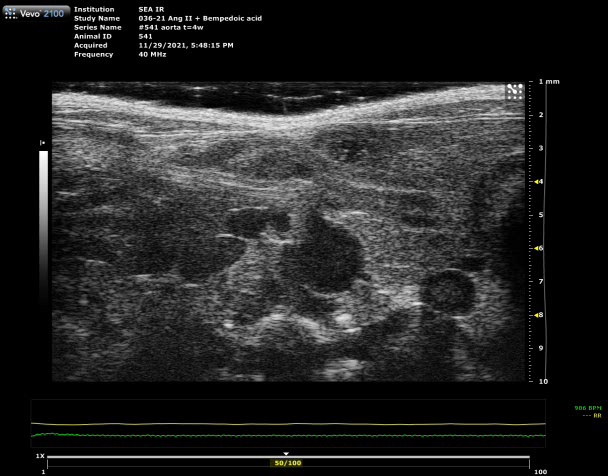 Vevo 2100
Institution SEA IR
Study Name 036-21 Ang II + Bempedoic acid
Series Name #541 aorta t=4w
Animal ID 541
Acquired 11/29/2021, 5:48:15 PM
Frequency 40 MHz
1 mm
2
3
4
5
6
7
8
9
10
906 BPM
--- RR
1X
50/100
1 100